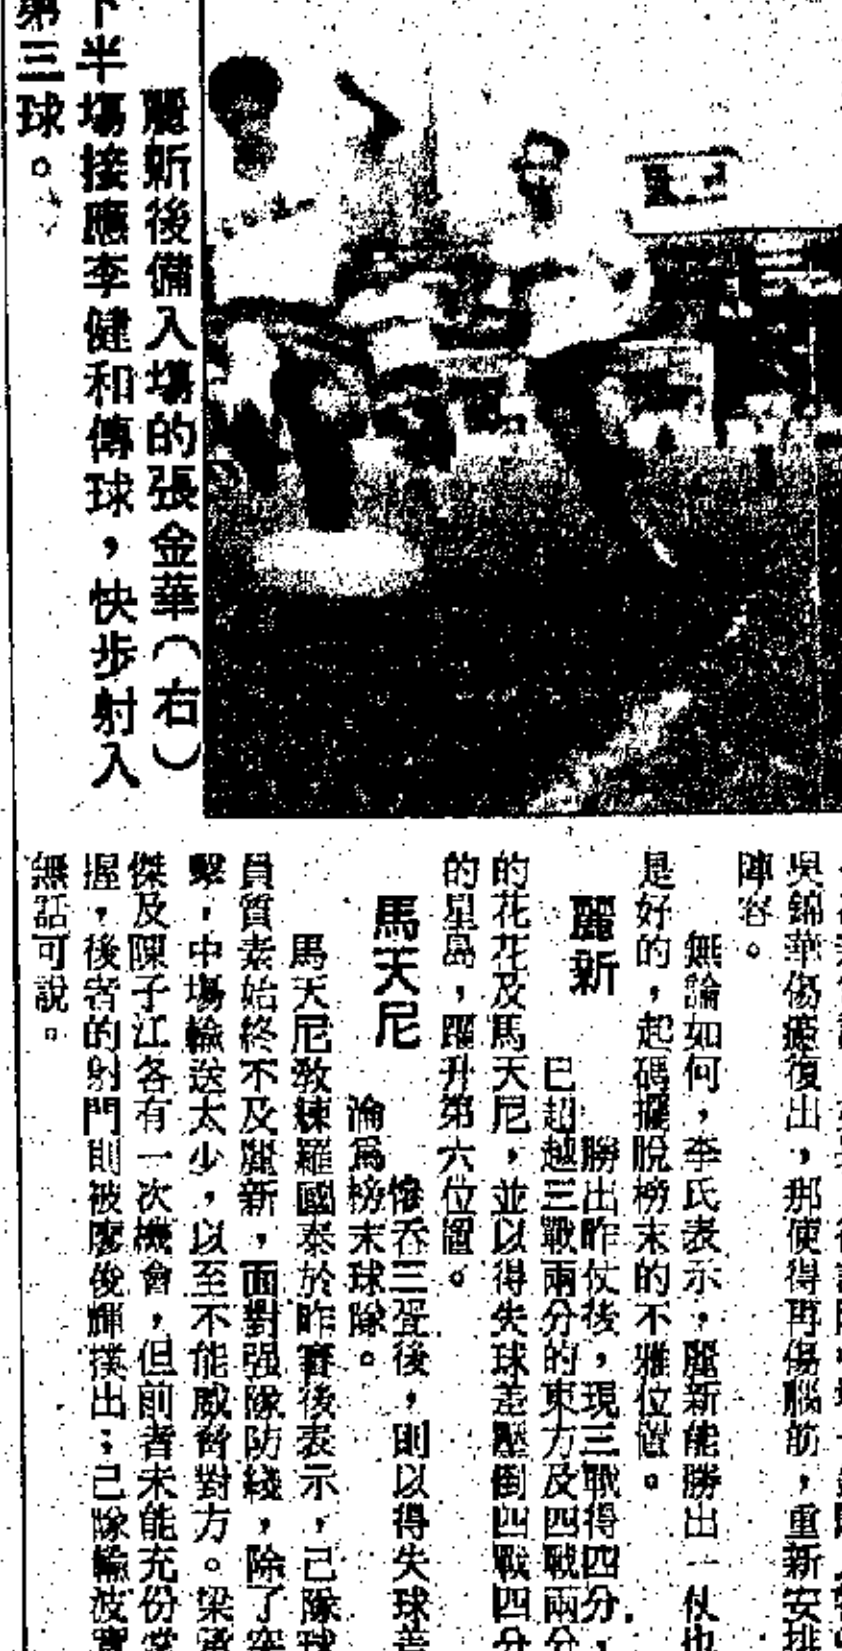 麗新後備入場的張金華(右)
下半場接應李健和傳球，快步射入
第三球。
吳錦華傷癒復出，那使得再傷腦筋，重新安排
陣容。
無論如何，李氏表示，麗新能勝出一仗也
是好的，起碼擺脫榜末的不雅位置。
麗新
勝出昨仗後，現三戰得四分，
已超越三戰兩分的東方及四戰兩分
的花花及馬天尼，並以得失球差壓倒四戰四分
的星島，躍升第六位置。
馬天尼
慘吞三蛋後，則以得失球差
淪爲榜末球隊。
馬天尼教練羅國泰於昨賽後表示，己隊球
員質素始終不及麗新，面對强隊防綫，除了突
擊，中場輸送太少，以至不能威脅對方。梁
傑及陳子江各有一次機會，但前者未能充份掌
握，後者的射門則被廖俊輝撲出；己隊輸波實
無話可說。